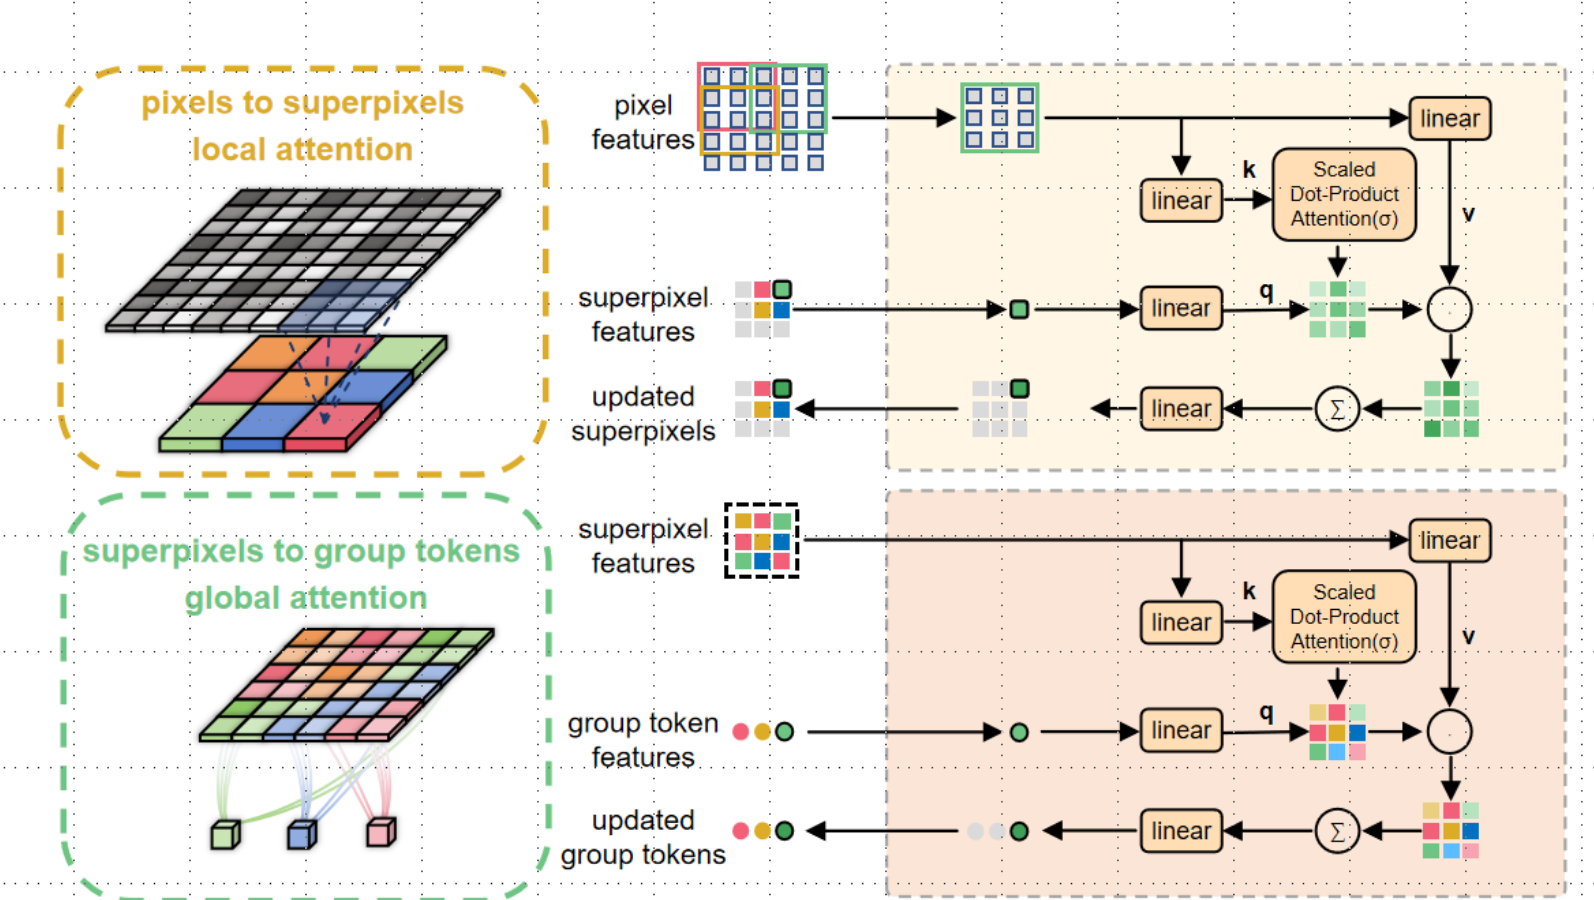 pixels to superpixels
local attention
pixel
features
linear
linear
k
Scaled
Dot-Product
Attention(σ)
v
superpixel
features
linear
q
.
updated
superpixels
linear
Σ
superpixels to group tokens
global attention
superpixel
features
linear
linear
k
Scaled
Dot-Product
Attention(σ)
v
group token
features
linear
q
.
updated
group tokens
linear
Σ